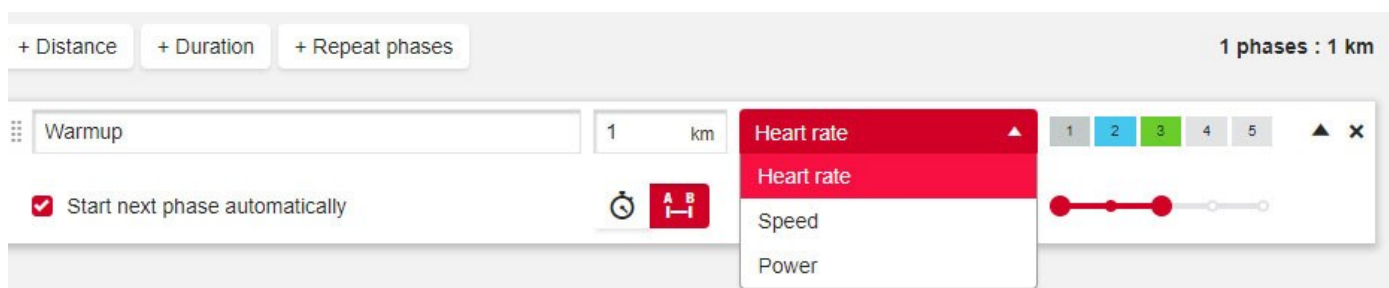 + Distance + Duration + Repeat phases 1 phases : 1 km
Warmup 1 km Heart rate 1 2 3 4 5
Heart rate
Start next phase automatically A B
Speed
Power